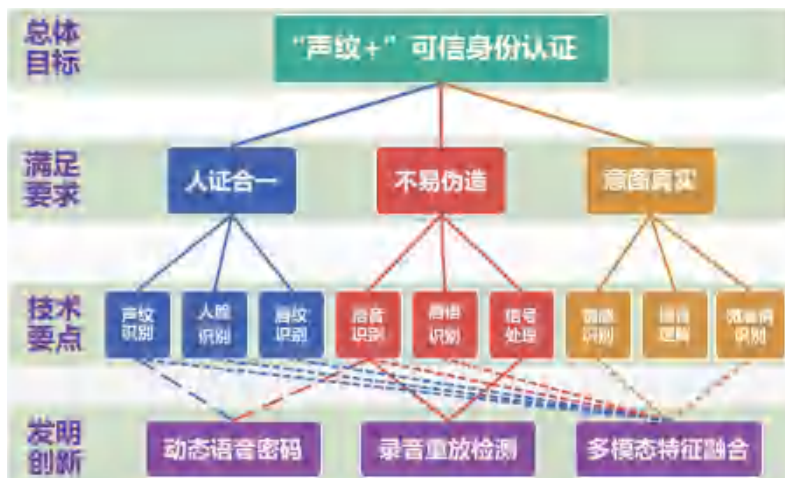 总体
目标
“声纹+”可信身份认证
满足
要求
人证合一
不易伪造
意图真实
技术
要点
声纹
识别
人脸
识别
唇纹
识别
语音
识别
唇语
识别
信号
处理
情感
识别
语言
理解
微表情
识别
发明
创新
动态语音密码
录音重放检测
多模态特征融合